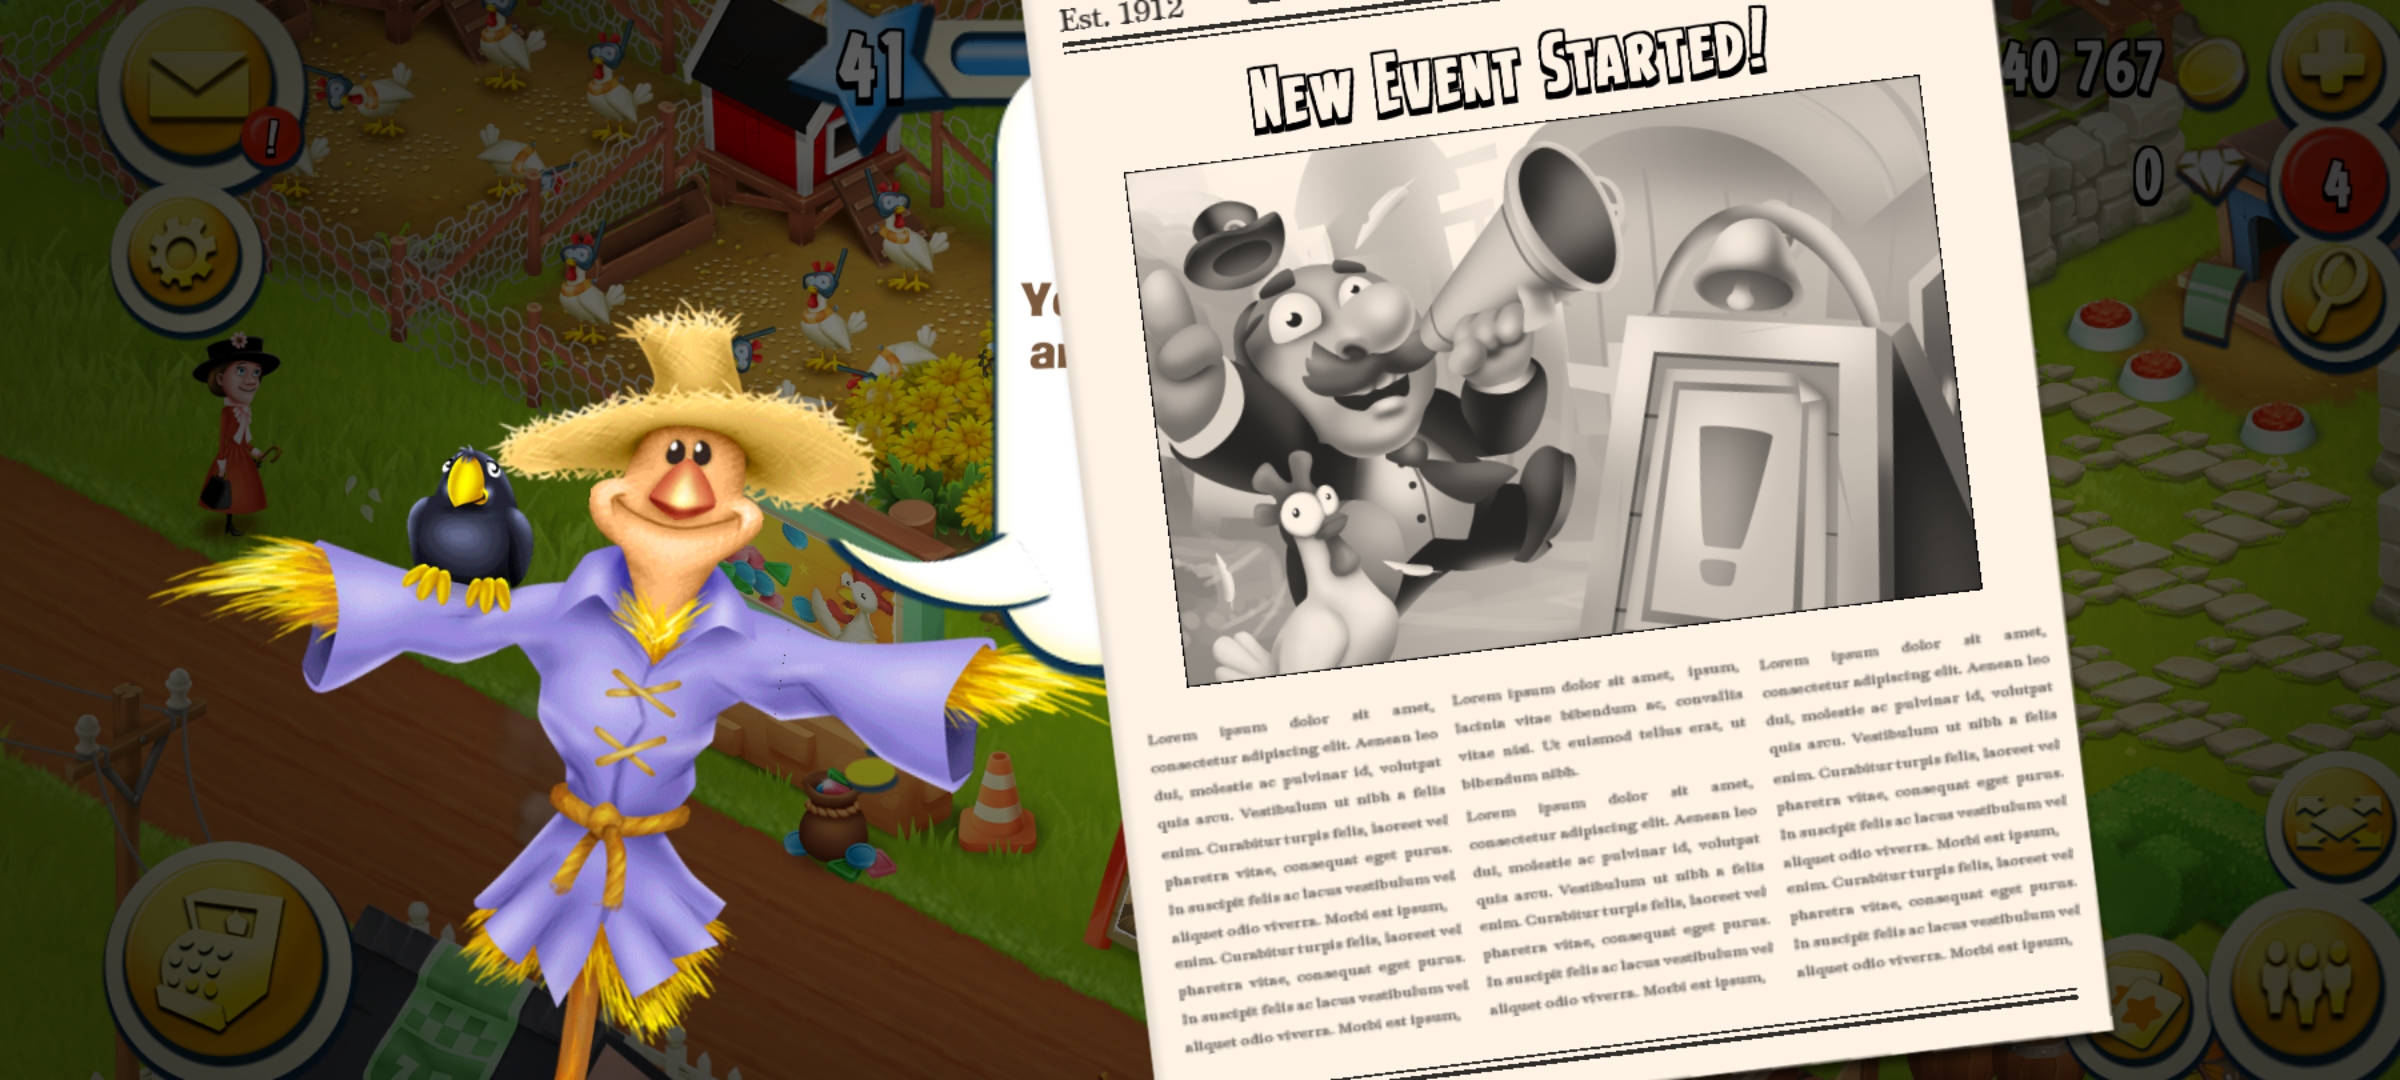 Est. 1912
41
New Event Started!
40 767
0
4
!
Lorem ipsum dolor sit amet,
consectetur adipiscing elit. Aenean leo
dui, molestie ac pulvinar id, volutpat
quis arcu. Vestibulum ut nibh a felis
enim. Curabitur turpis felis, laoreet vel
pharetra vitae, consequat eget purus.
In suscipit felis ac lacus vestibulum vel
aliquet odio viverra. Morbi est ipsum,
enim. Curabitur turpis felis, laoreet vel
pharetra vitae, consequat eget purus.
In suscipit felis ac lacus vestibulum vel
aliquet odio viverra. Morbi est ipsum,
Lorem ipsum dolor sit amet, ipsum,
lacinia vitae bibendum ac, convallis
vitae nisi. Ut euismod tellus erat, ut
bibendum nibh.
Lorem ipsum dolor sit amet,
consectetur adipiscing elit. Aenean leo
dui, molestie ac pulvinar id, volutpat
quis arcu. Vestibulum ut nibh a felis
enim. Curabitur turpis felis, laoreet vel
pharetra vitae, consequat eget purus.
In suscipit felis ac lacus vestibulum vel
aliquet odio viverra. Morbi est ipsum,
Lorem ipsum dolor sit amet,
consectetur adipiscing elit. Aenean leo
dui, molestie ac pulvinar id, volutpat
quis arcu. Vestibulum ut nibh a felis
enim. Curabitur turpis felis, laoreet vel
pharetra vitae, consequat eget purus.
In suscipit felis ac lacus vestibulum vel
aliquet odio viverra. Morbi est ipsum,
enim. Curabitur turpis felis, laoreet vel
pharetra vitae, consequat eget purus.
In suscipit felis ac lacus vestibulum vel
aliquet odio viverra. Morbi est ipsum,